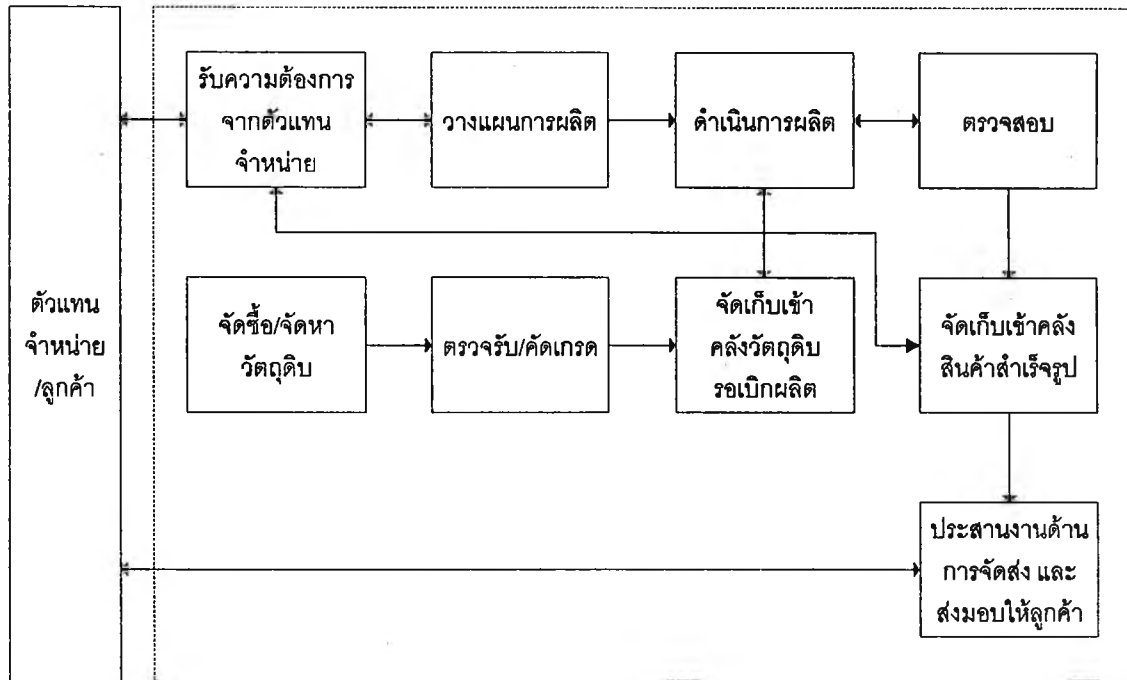 รับความต้องการ
จากตัวแทน
จำหน่าย
วางแผนการผลิต
ดำเนินการผลิต
ตรวจสอบ
ตัวแทน
จำหน่าย
/ลูกค้า
จัดซื้อ/จัดหา
วัตถุดิบ
ตรวจรับ/คัดเกรด
จัดเก็บเข้า
คลังวัตถุดิบ
รอเบิกผลิต
จัดเก็บเข้าคลัง
สินค้าสำเร็จรูป
ประสานงานด้าน
การจัดส่ง และ
ส่งมอบให้ลูกค้า